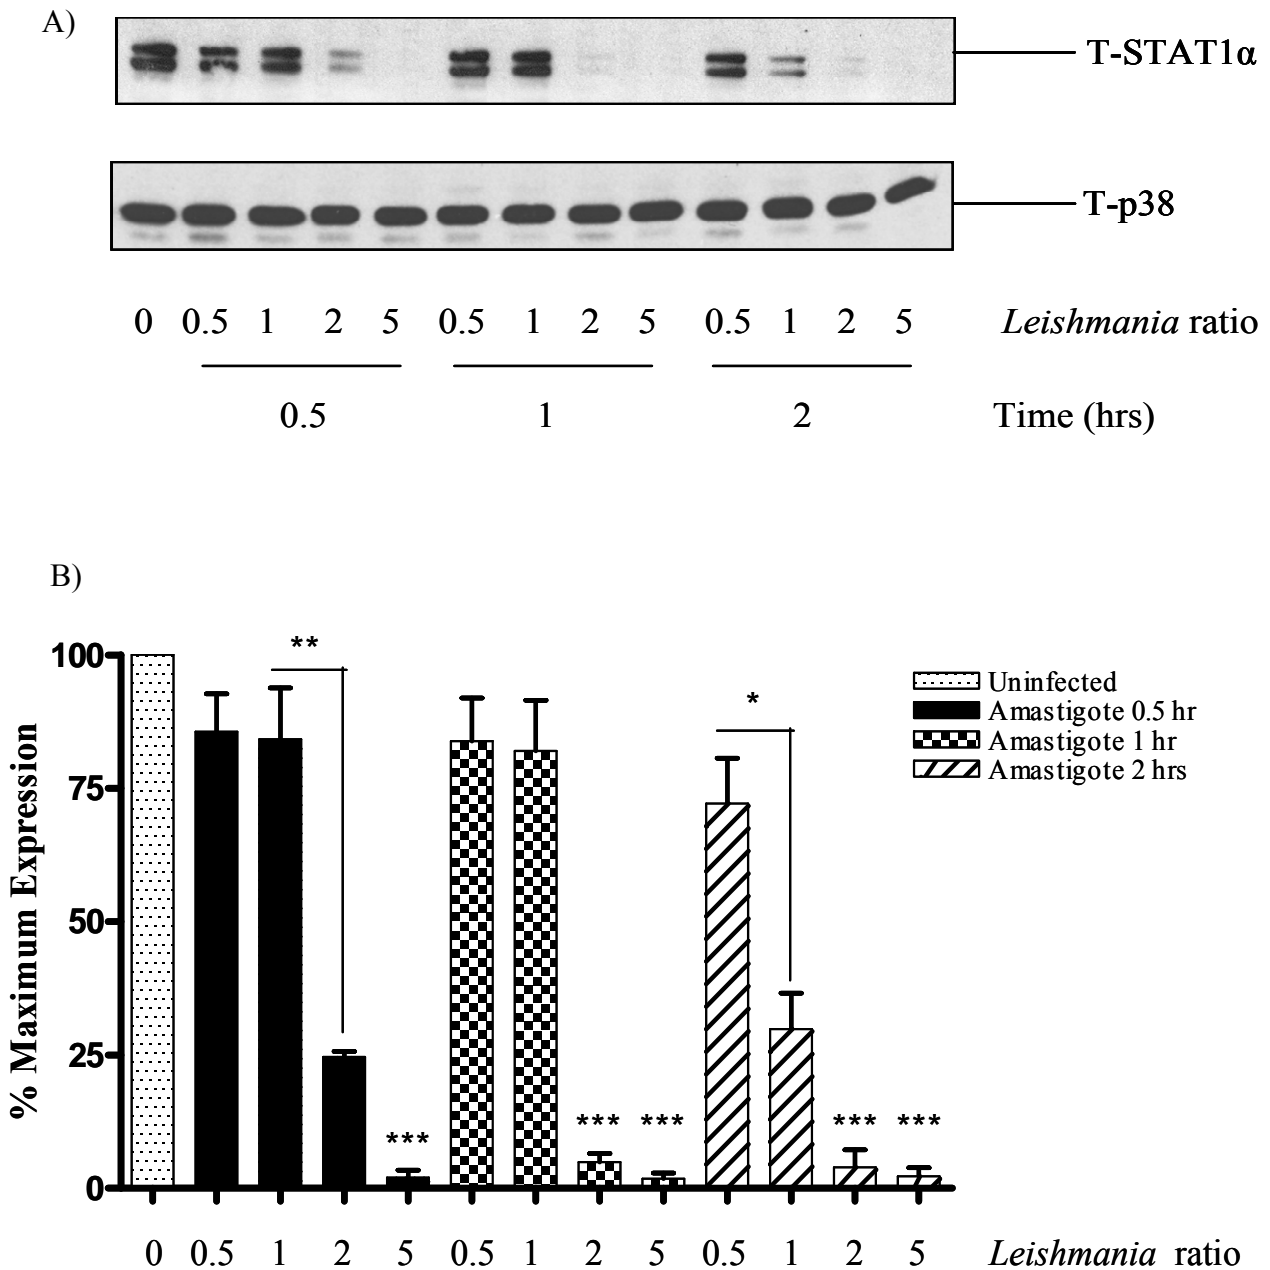 A)
T-STAT1α
T-p38
0 0.5 1 2 5 0.5 1 2 5 0.5 1 2 5 Leishmania ratio
0.5 1 2 Time (hrs)
B)
** 
*
*** *** *** *** ***
100
75
50
25
0
% Maximum Expression
Uninfected
Amastigote 0.5 hr
Amastigote 1 hr
Amastigote 2 hrs
0 0.5 1 2 5 0.5 1 2 5 0.5 1 2 5 Leishmania ratio